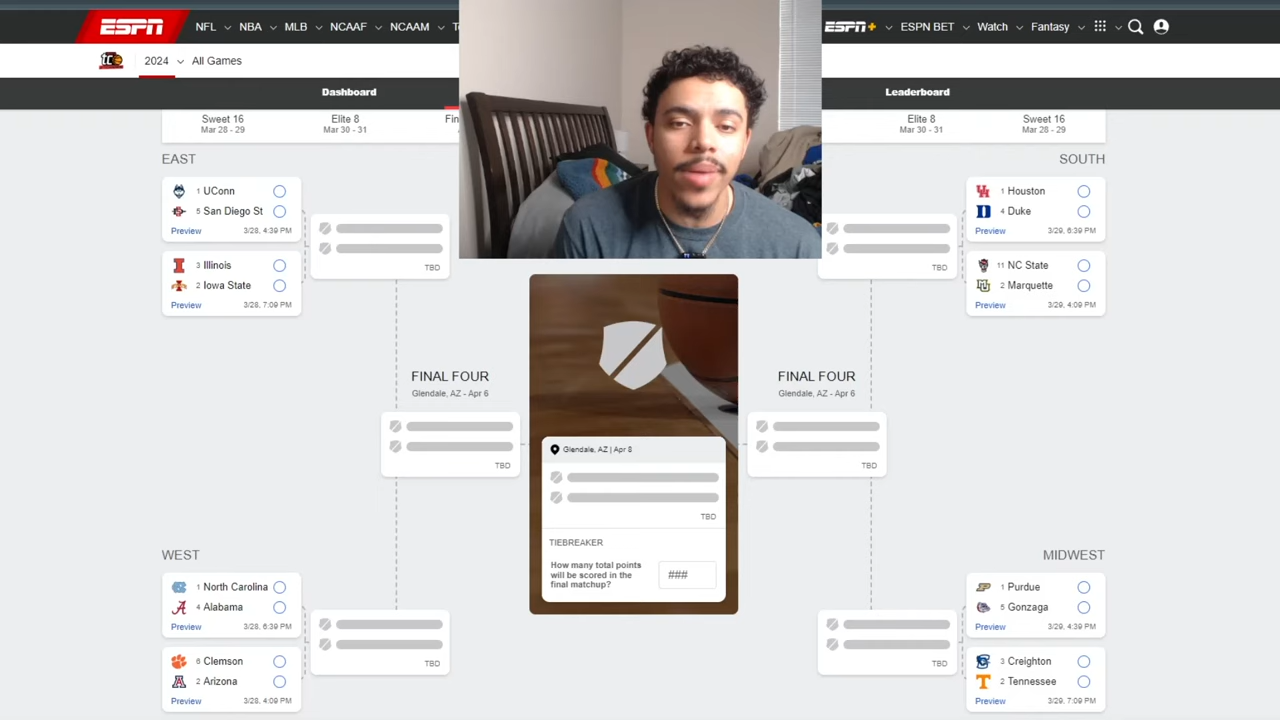 ESPN NFL NBA MLB NCAAF NCAAM ESPN+ ESPN BET Watch Fantasy
2024 All Games
Dashboard Leaderboard
Sweet 16
Mar 28 - 29
Elite 8
Mar 30 - 31
Elite 8
Mar 30 - 31
Sweet 16
Mar 28 - 29
EAST
1 UConn
5 San Diego St
Preview 3/28, 4:39 PM
3 Illinois
2 Iowa State
Preview 3/28, 7:09 PM
TBD
SOUTH
1 Houston
4 Duke
Preview 3/29, 6:39 PM
11 NC State
2 Marquette
Preview 3/29, 4:09 PM
TBD
FINAL FOUR
Glendale, AZ - Apr 6
TBD
FINAL FOUR
Glendale, AZ - Apr 6
TBD
Glendale, AZ | Apr 8
TBD
TIEBREAKER
How many total points
will be scored in the
final matchup?
###
WEST
1 North Carolina
4 Alabama
Preview 3/28, 6:39 PM
6 Clemson
2 Arizona
Preview 3/28, 4:09 PM
TBD
MIDWEST
1 Purdue
5 Gonzaga
Preview 3/29, 4:39 PM
3 Creighton
2 Tennessee
Preview 3/29, 7:09 PM
TBD